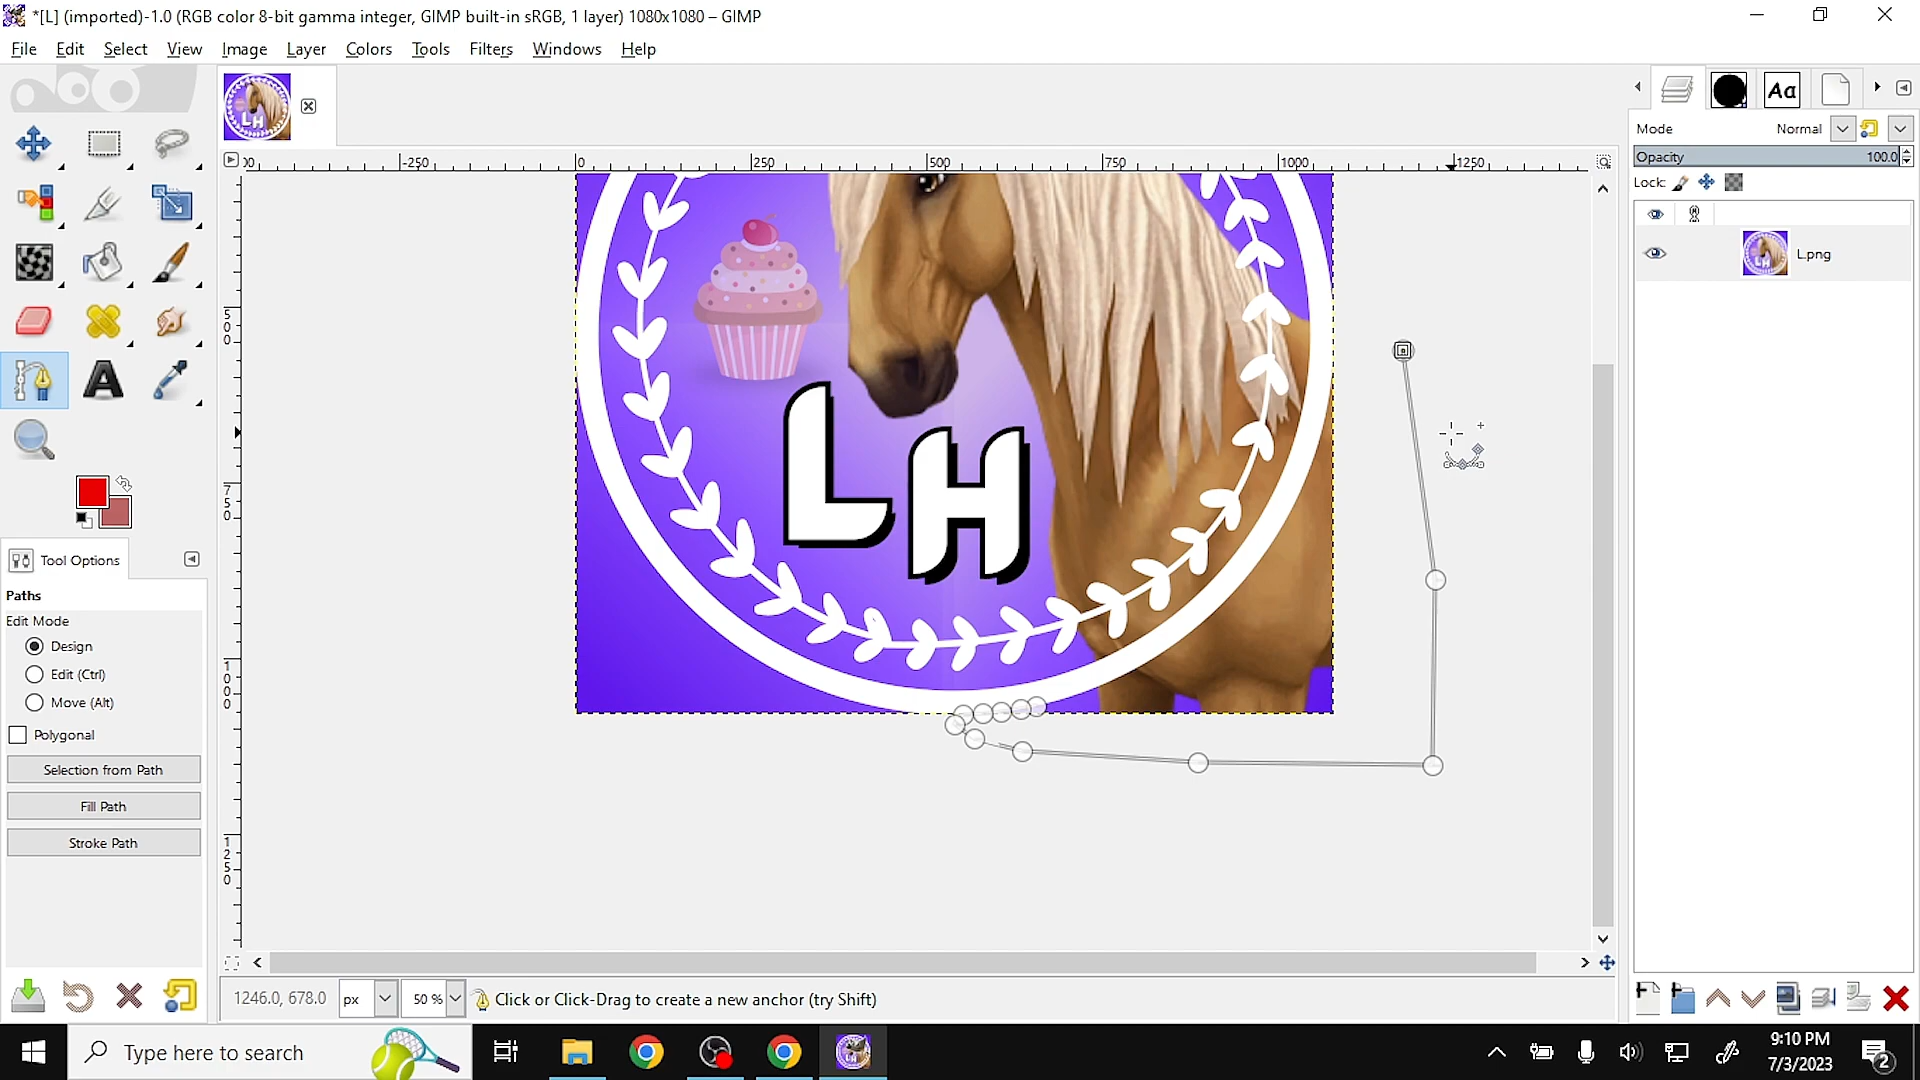 *[L] (imported)-1.0 (RGB color 8-bit gamma integer, GIMP built-in sRGB, 1 layer) 1080x1080 – GIMP
File Edit Select View Image Layer Colors Tools Filters Windows Help
Aa
Mode Normal
Opacity 100.0
Lock:
L.png
-250 0 250 500 750 1000 1250
500
750
1000
1250
LH
Tool Options
Paths
Edit Mode
Design
Edit (Ctrl)
Move (Alt)
Polygonal
Selection from Path
Fill Path
Stroke Path
1246.0, 678.0 px 50 % Click or Click-Drag to create a new anchor (try Shift)
Type here to search
9:10 PM
7/3/2023
2